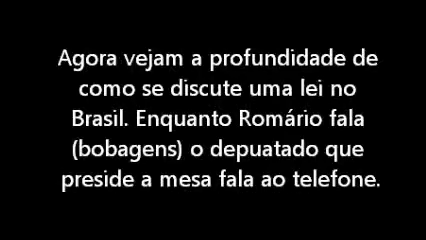 Agora vejam a profundidade de
como se discute uma lei no
Brasil. Enquanto Romário fala
(bobagens) o depuatado que
preside a mesa fala ao telefone.